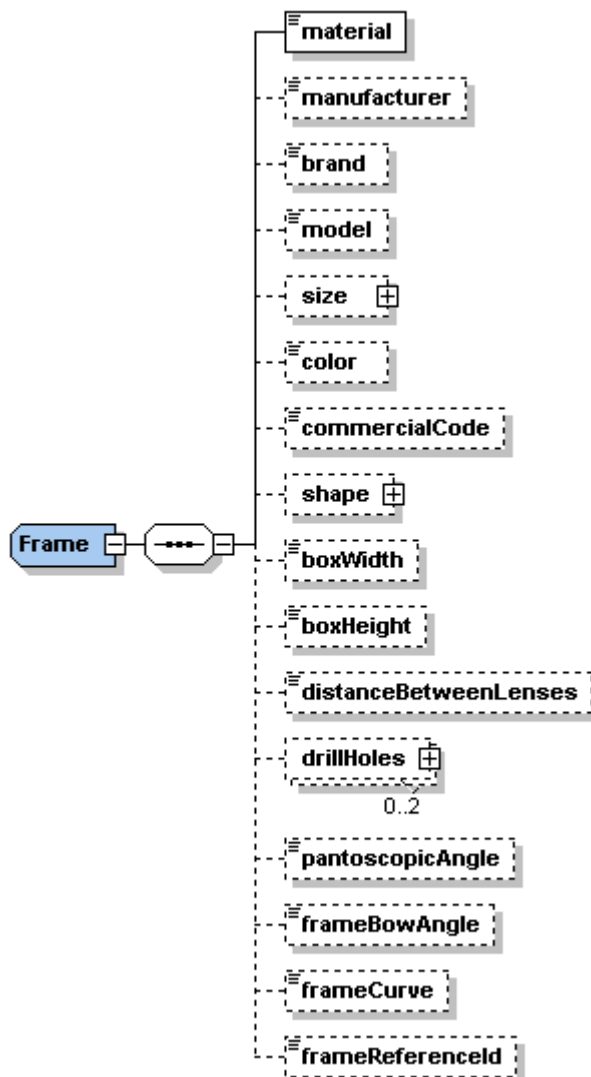 material
manufacturer
brand
model
size
color
commercialCode
shape
Frame
boxWidth
boxHeight
distanceBetweenLenses
drillHoles
0..2
pantoscopicAngle
frameBowAngle
frameCurve
frameReferenceId